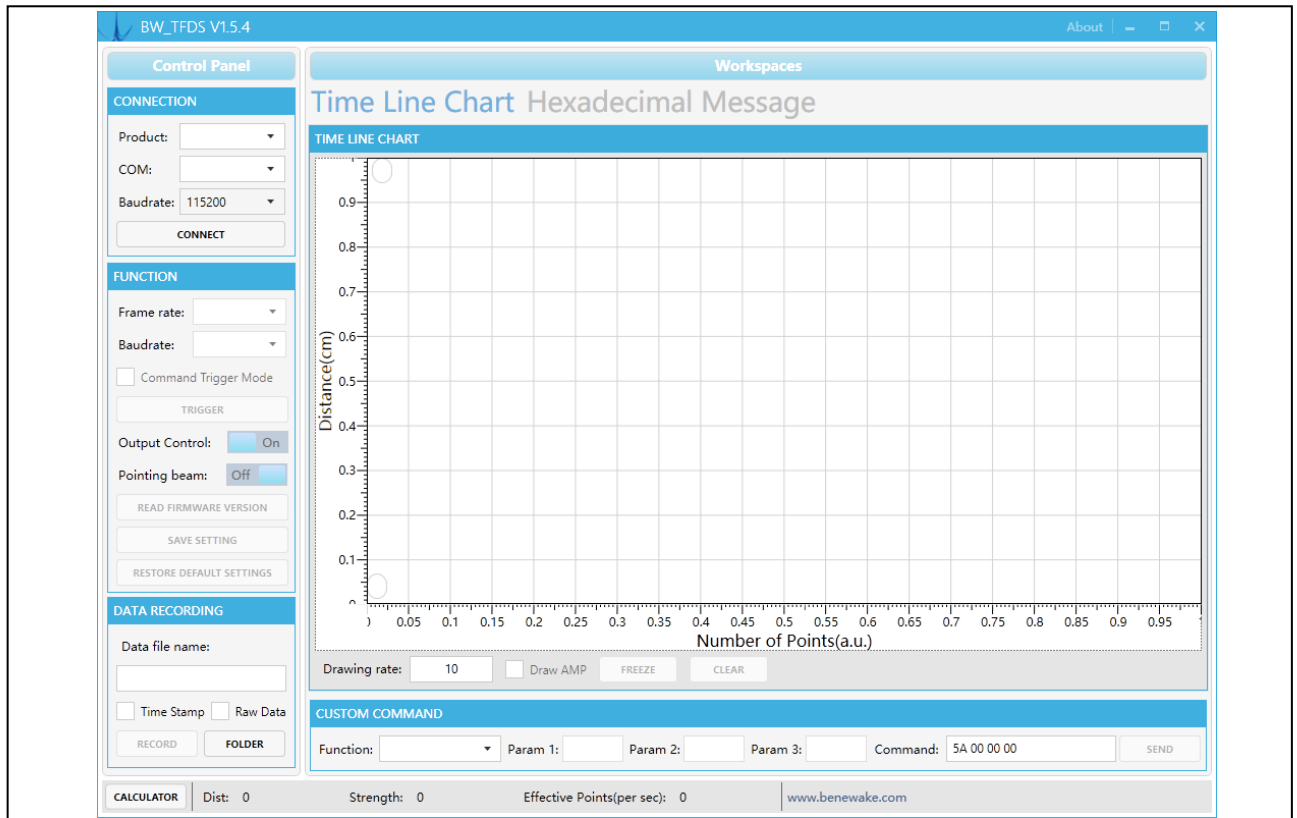 BW_TFDS V1.5.4
About
Control Panel
Workspaces
CONNECTION
Product:
COM:
Baudrate: 115200
CONNECT
FUNCTION
Frame rate:
Baudrate:
Command Trigger Mode
TRIGGER
Output Control: On
Pointing beam: Off
READ FIRMWARE VERSION
SAVE SETTING
RESTORE DEFAULT SETTINGS
DATA RECORDING
Data file name:
Time Stamp Raw Data
RECORD FOLDER
Time Line Chart Hexadecimal Message
TIME LINE CHART
0.9
0.8
0.7
0.6
0.5
0.4
0.3
0.2
0.1
Distance(cm)
0.05 0.1 0.15 0.2 0.25 0.3 0.35 0.4 0.45 0.5 0.55 0.6 0.65 0.7 0.75 0.8 0.85 0.9 0.95
Number of Points(a.u.)
Drawing rate: 10 Draw AMP FREEZE CLEAR
CUSTOM COMMAND
Function: Param 1: Param 2: Param 3: Command: 5A 00 00 00 SEND
CALCULATOR Dist: 0 Strength: 0 Effective Points(per sec): 0 www.benewake.com